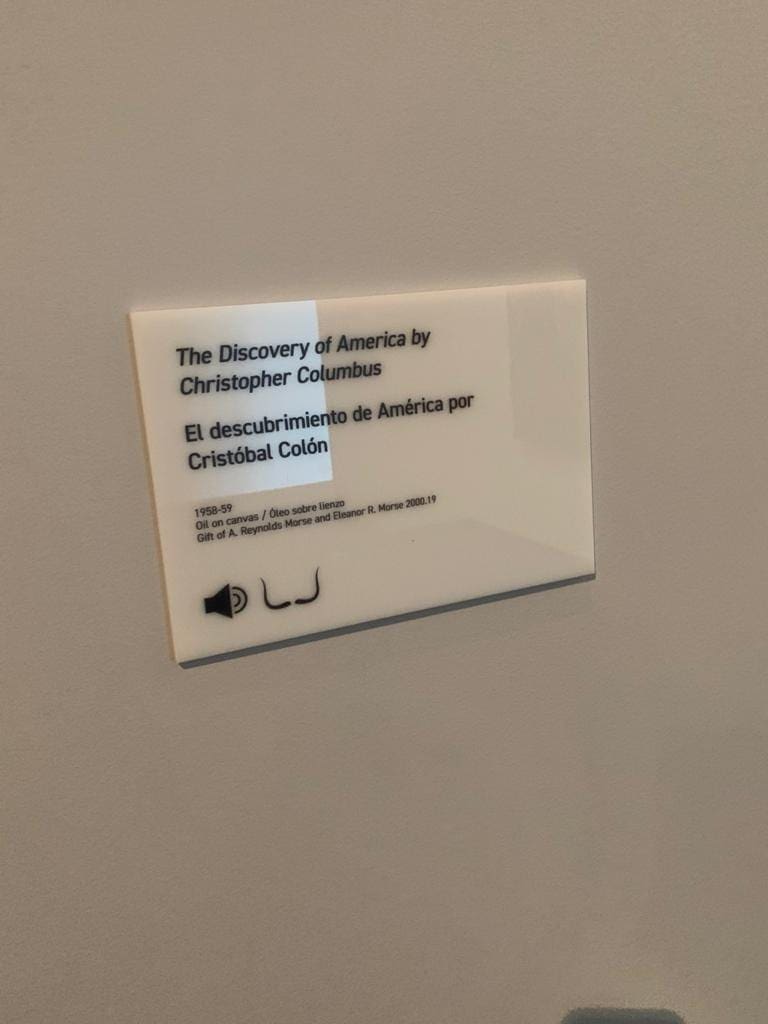 The Discovery of America by
Christopher Columbus
El descubrimiento de América por
Cristóbal Colón
1958-59
Oil on canvas / Óleo sobre lienzo
Gift of A. Reynolds Morse and Eleanor R. Morse 2000.19